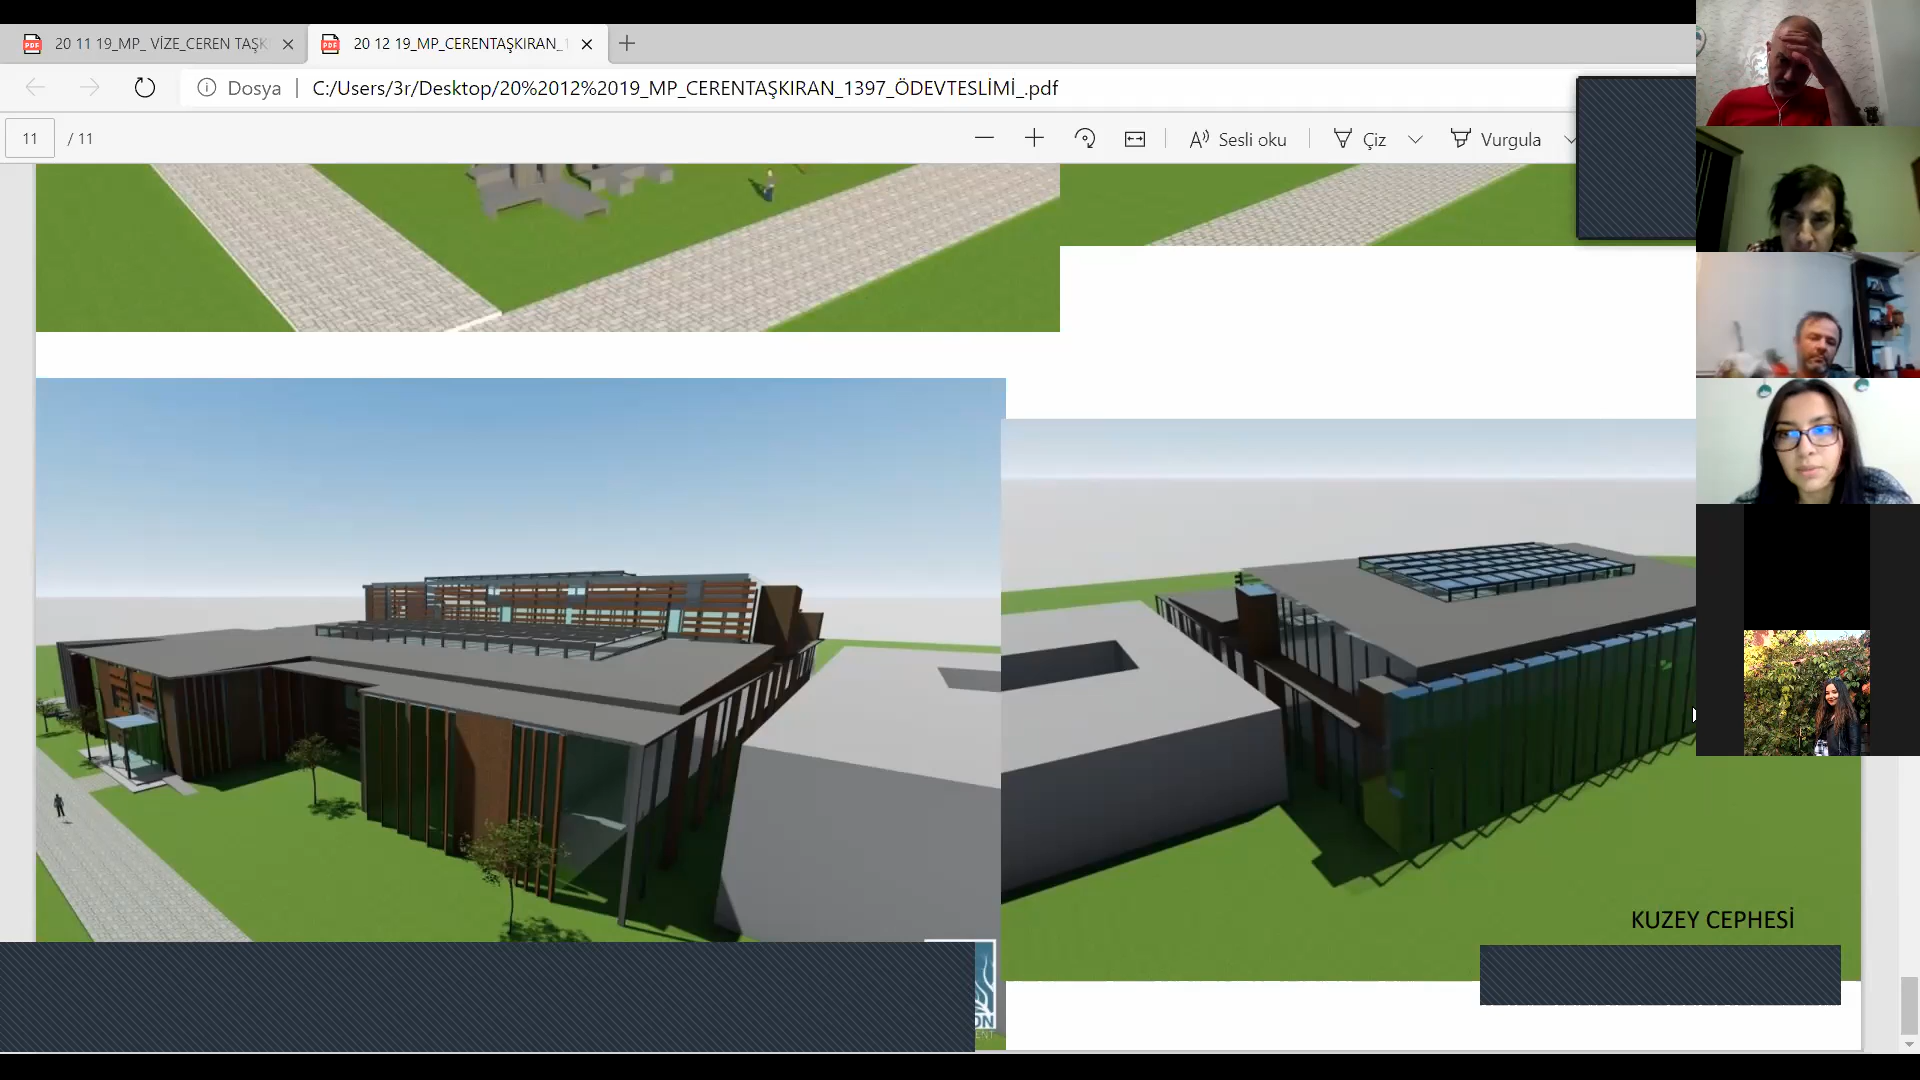 20 11 19_MP_ VİZE_CEREN TAŞK
20 12 19_MP_CERENTAŞKIRAN_1
Dosya
C:/Users/3r/Desktop/20%2012%2019_MP_CERENTAŞKIRAN_1397_ÖDEVTESLİMİ_.pdf
11 / 11
Sesli oku
Çiz
Vurgula
KUZEY CEPHESİ